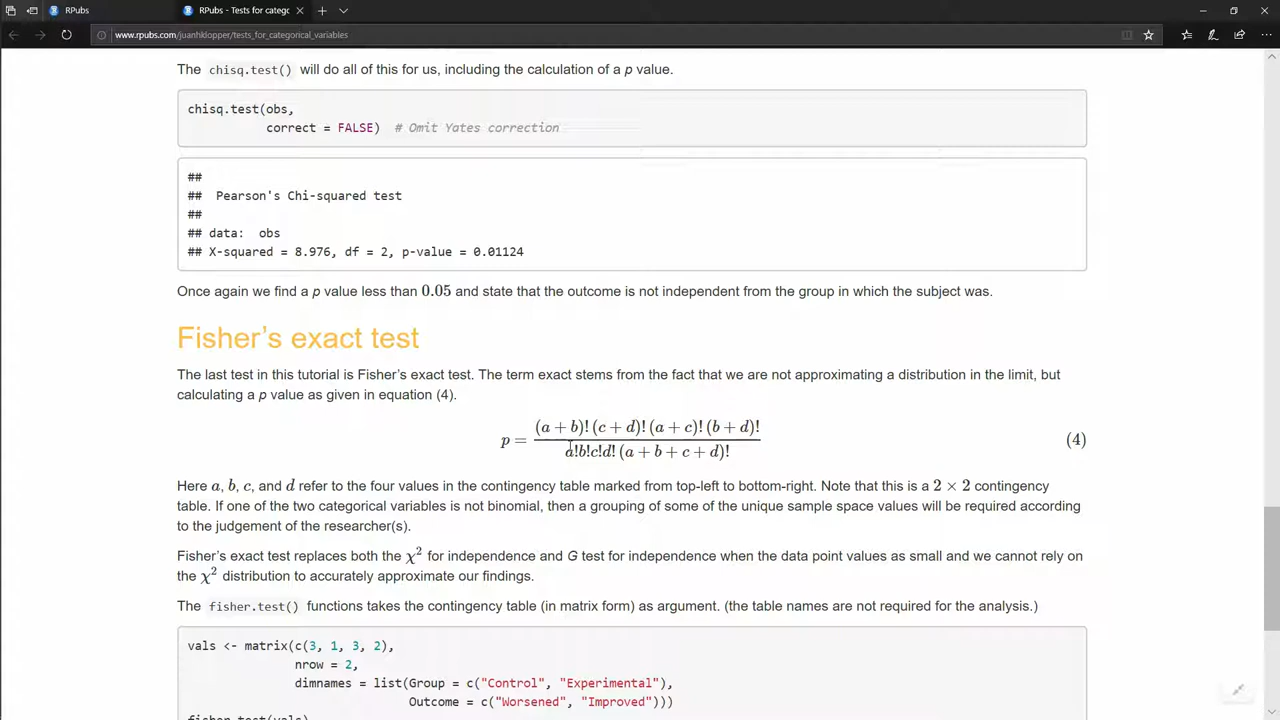 RPubs
RPubs - Tests for catego
www.rpubs.com/juanhklopper/tests_for_categorical_variables
The chisq.test() will do all of this for us, including the calculation of a p value.
chisq.test(obs,
correct = FALSE) # Omit Yates correction
##
## Pearson's Chi-squared test
##
## data: obs
## X-squared = 8.976, df = 2, p-value = 0.01124
Once again we find a p value less than 0.05 and state that the outcome is not independent from the group in which the subject was.
Fisher's exact test
The last test in this tutorial is Fisher's exact test. The term exact stems from the fact that we are not approximating a distribution in the limit, but
calculating a p value as given in equation (4).
(a + b)! (c + d)! (a + c)! (b + d)!
p = (4)
a!b!c!d! (a + b + c + d)!
Here a, b, c, and d refer to the four values in the contingency table marked from top-left to bottom-right. Note that this is a 2 × 2 contingency
table. If one of the two categorical variables is not binomial, then a grouping of some of the unique sample space values will be required according
to the judgement of the researcher(s).
Fisher's exact test replaces both the χ² for independence and G test for independence when the data point values as small and we cannot rely on
the χ² distribution to accurately approximate our findings.
The fisher.test() functions takes the contingency table (in matrix form) as argument. (the table names are not required for the analysis.)
vals <- matrix(c(3, 1, 3, 2),
nrow = 2,
dimnames = list(Group = c("Control", "Experimental"),
Outcome = c("Worsened", "Improved")))
fisher.test(vals)